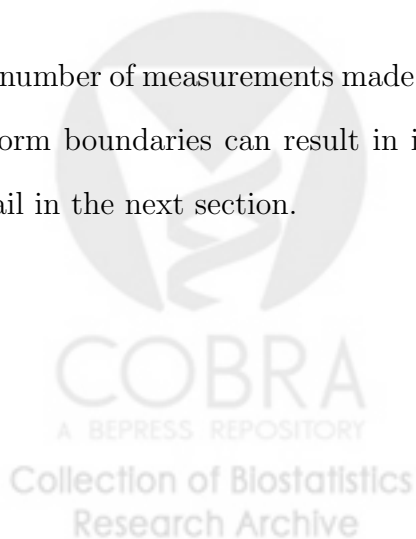 number of measurements made
orm boundaries can result in i
ail in the next section.
COBRA
A BEPRESS REPOSITORY
Collection of Biostatistics
Research Archive